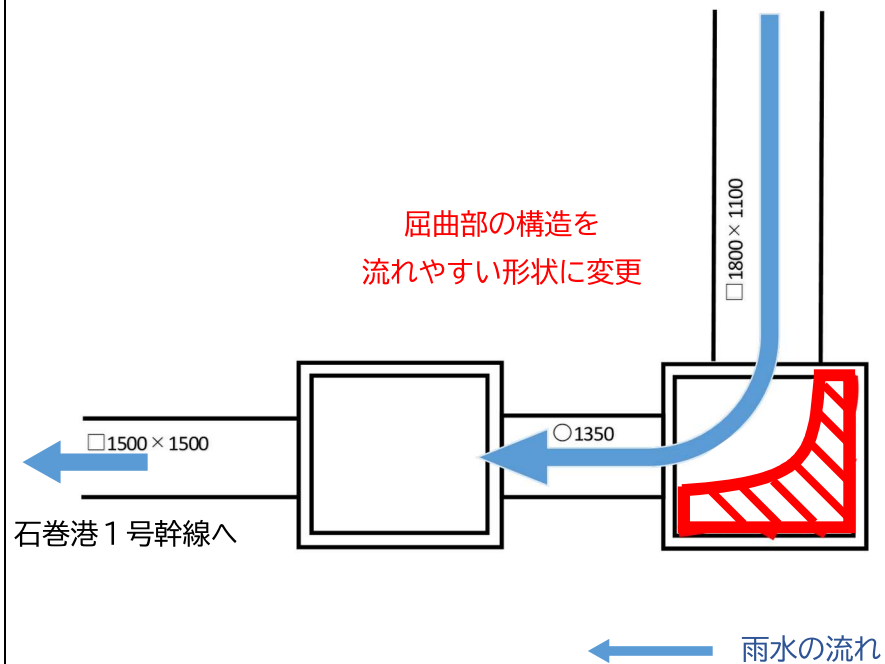 屈曲部の構造を
流れやすい形状に変更
□1800×1100
○1350
□1500×1500
石巻港１号幹線へ
雨水の流れ